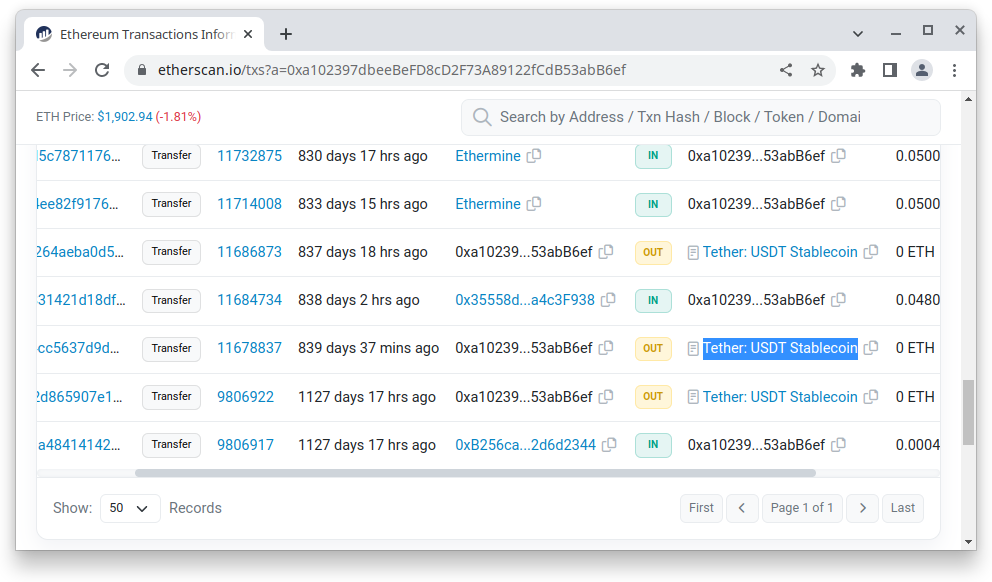 Ethereum Transactions Infor
etherscan.io/txs?a=0xa102397dbeeBeFD8cD2F73A89122fCdB53abB6ef
ETH Price: $1,902.94 (-1.81%)
Search by Address / Txn Hash / Block / Token / Domai
5c7871176... Transfer 11732875 830 days 17 hrs ago Ethermine IN 0xa10239...53abB6ef 0.0500
4ee82f9176... Transfer 11714008 833 days 15 hrs ago Ethermine IN 0xa10239...53abB6ef 0.0500
264aeba0d5... Transfer 11686873 837 days 18 hrs ago 0xa10239...53abB6ef OUT Tether: USDT Stablecoin 0 ETH
31421d18df... Transfer 11684734 838 days 2 hrs ago 0x35558d...a4c3F938 IN 0xa10239...53abB6ef 0.0480
cc5637d9d... Transfer 11678837 839 days 37 mins ago 0xa10239...53abB6ef OUT Tether: USDT Stablecoin 0 ETH
2d865907e1... Transfer 9806922 1127 days 17 hrs ago 0xa10239...53abB6ef OUT Tether: USDT Stablecoin 0 ETH
a48414142... Transfer 9806917 1127 days 17 hrs ago 0xB256ca...2d6d2344 IN 0xa10239...53abB6ef 0.0004
Show: 50 Records First Page 1 of 1 Last